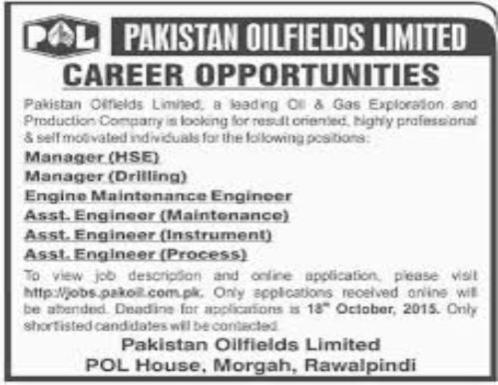 POL PAKISTAN OILFIELDS LIMITED
CAREER OPPORTUNITIES
Pakistan Oilfields Limited, a leading Oil & Gas Exploration and
Production Company is looking for result oriented, highly professional
& self motivated individuals for the following positions:
Manager (HSE)
Manager (Drilling)
Engine Maintenance Engineer
Asst. Engineer (Maintenance)
Asst. Engineer (Instrument)
Asst. Engineer (Process)
To view job description and online application, please visit
http://jobs.pakoil.com.pk. Only applications received online will
be attended. Deadline for applications is 18th October, 2015. Only
shortlisted candidates will be contacted.
Pakistan Oilfields Limited
POL House, Morgah, Rawalpindi